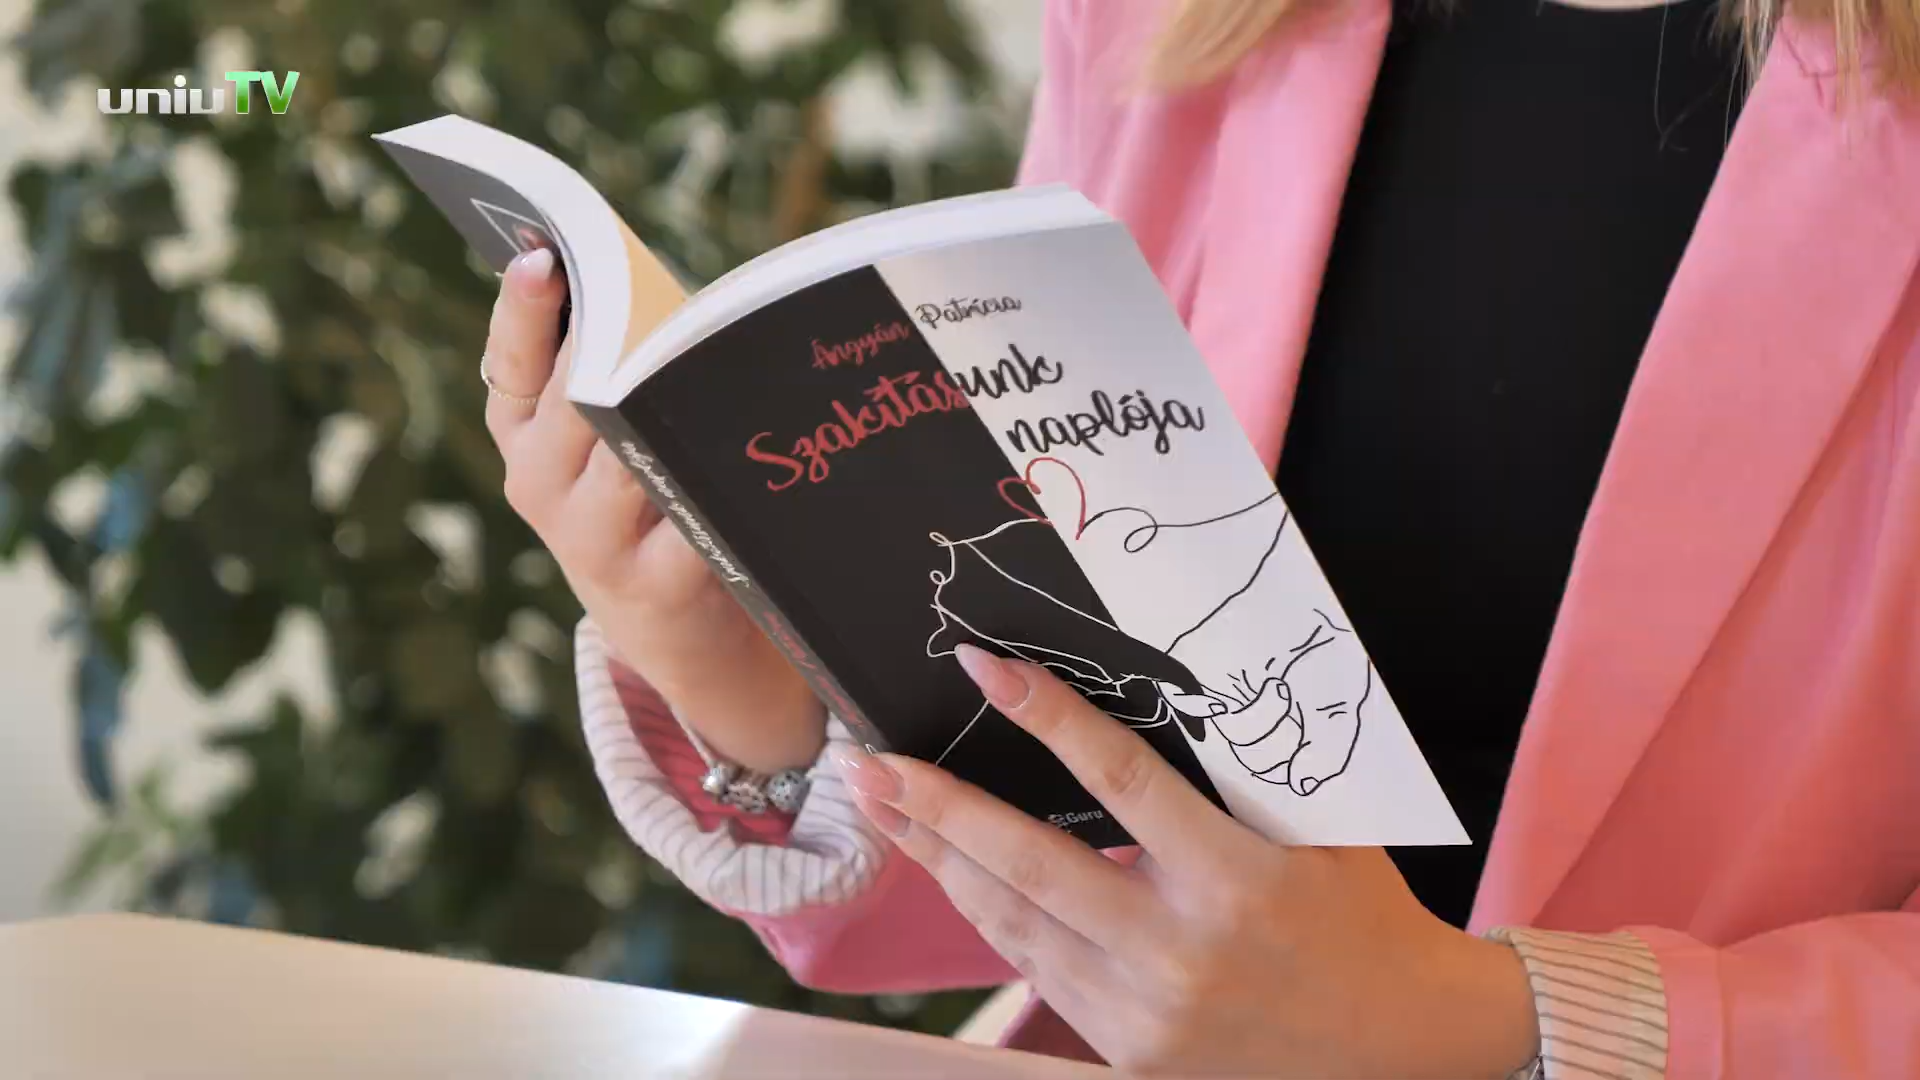 uniuTV
Ángyán Patrícia
Szakításunk
naplója
Guru